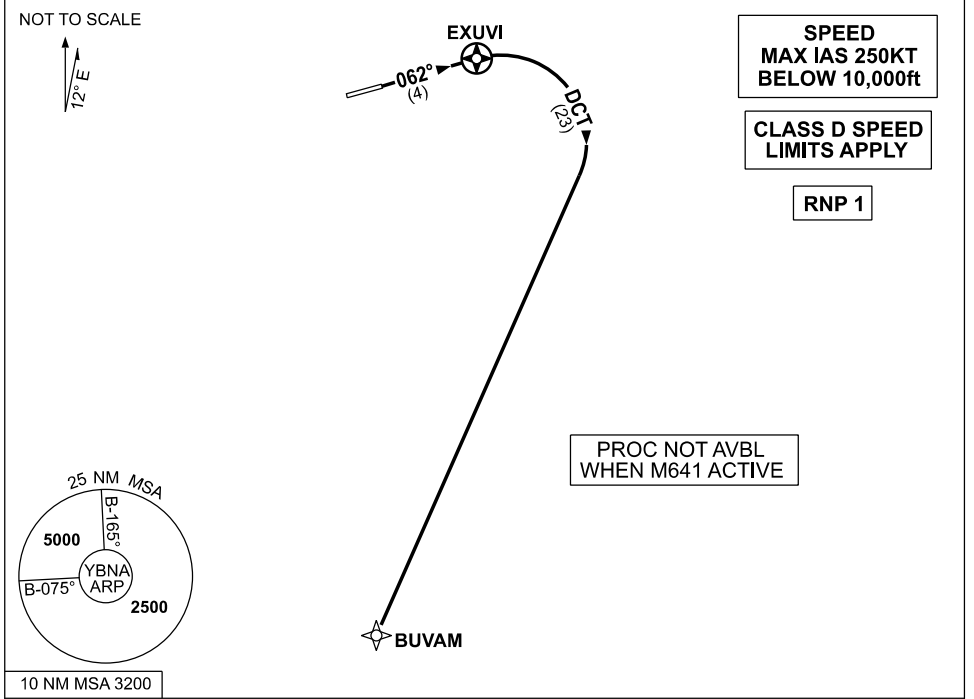 NOT TO SCALE
12° E
EXUVI
062°
(4)
DCT
(23)
SPEED
MAX IAS 250KT
BELOW 10,000ft
CLASS D SPEED
LIMITS APPLY
RNP 1
PROC NOT AVBL
WHEN M641 ACTIVE
25 NM MSA
B-165°
5000
YBNA
ARP
B-075°
2500
BUVAM
10 NM MSA 3200